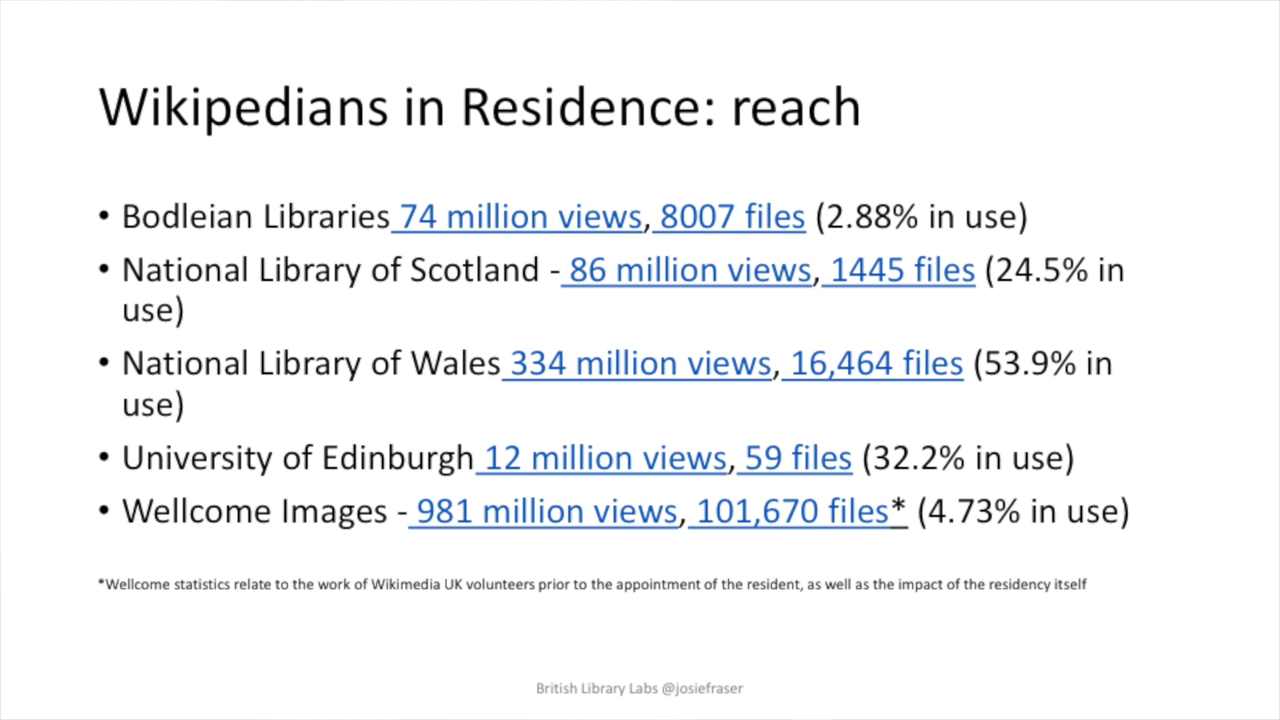 Wikipedians in Residence: reach
• Bodleian Libraries 74 million views, 8007 files (2.88% in use)
• National Library of Scotland - 86 million views, 1445 files (24.5% in
use)
• National Library of Wales 334 million views, 16,464 files (53.9% in
use)
• University of Edinburgh 12 million views, 59 files (32.2% in use)
• Wellcome Images - 981 million views, 101,670 files* (4.73% in use)
*Wellcome statistics relate to the work of Wikimedia UK volunteers prior to the appointment of the resident, as well as the impact of the residency itself
British Library Labs @josiefraser